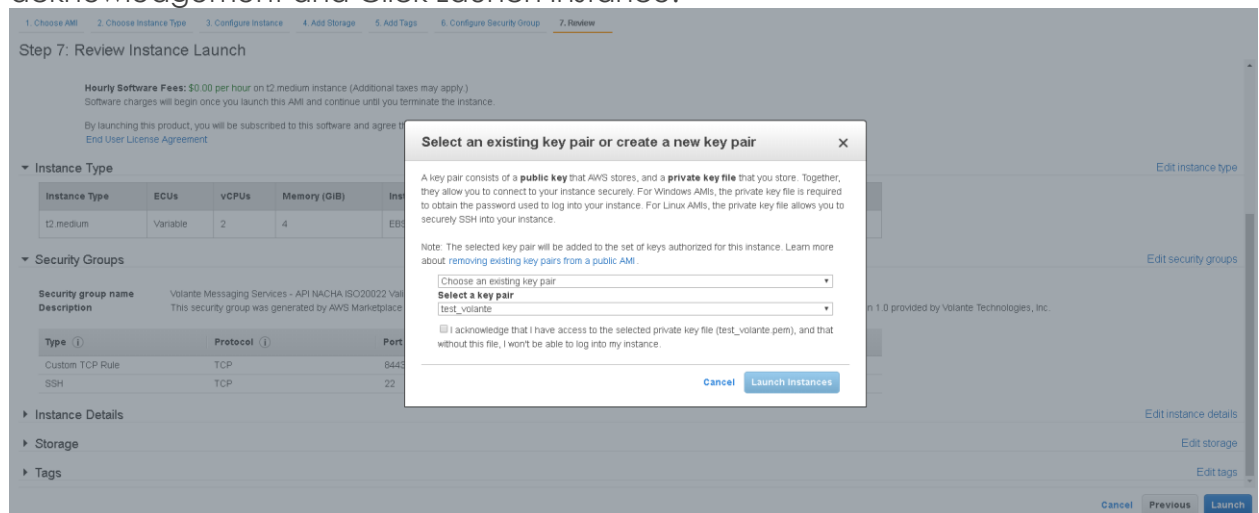 acknowledgement and Click Launch Instance.
1. Choose AMI 2. Choose Instance Type 3. Configure Instance 4. Add Storage 5. Add Tags 6. Configure Security Group 7. Review
Step 7: Review Instance Launch
Hourly Software Fees: $0.00 per hour on t2.medium instance (Additional taxes may apply.)
Software charges will begin once you launch this AMI and continue until you terminate the instance.
By launching this product, you will be subscribed to this software and agree
End User License Agreement
Select an existing key pair or create a new key pair ×
A key pair consists of a public key that AWS stores, and a private key file that you store. Together,
they allow you to connect to your instance securely. For Windows AMIs, the private key file is required
to obtain the password used to log into your instance. For Linux AMIs, the private key file allows you to
securely SSH into your instance.
Note: The selected key pair will be added to the set of keys authorized for this instance. Learn more
about removing existing key pairs from a public AMI .
Choose an existing key pair
Select a key pair
test_volante
I acknowledge that I have access to the selected private key file (test_volante.pem), and that
without this file, I won't be able to log into my instance.
Cancel Launch Instances
Instance Type Edit instance type
Instance Type ECUs vCPUs Memory (GiB)
t2.medium Variable 2 4 EBS
Security Groups Edit security groups
Security group name Volante Messaging Services - API NACHA ISO20022
Description This security group was generated by AWS Marketplace 1.0 provided by Volante Technologies, Inc.
Type Protocol Port
Custom TCP Rule TCP 8443
SSH TCP 22
Instance Details Edit instance details
Storage Edit storage
Tags Edit tags
Cancel Previous Launch